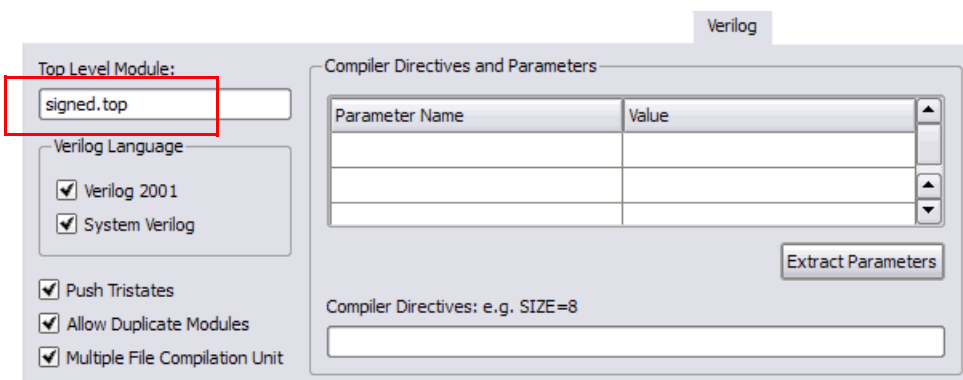 Verilog
Top Level Module:
signed.top
Verilog Language
Verilog 2001
System Verilog
Push Tristates
Allow Duplicate Modules
Multiple File Compilation Unit
Compiler Directives and Parameters
Parameter Name Value
Extract Parameters
Compiler Directives: e.g. SIZE=8